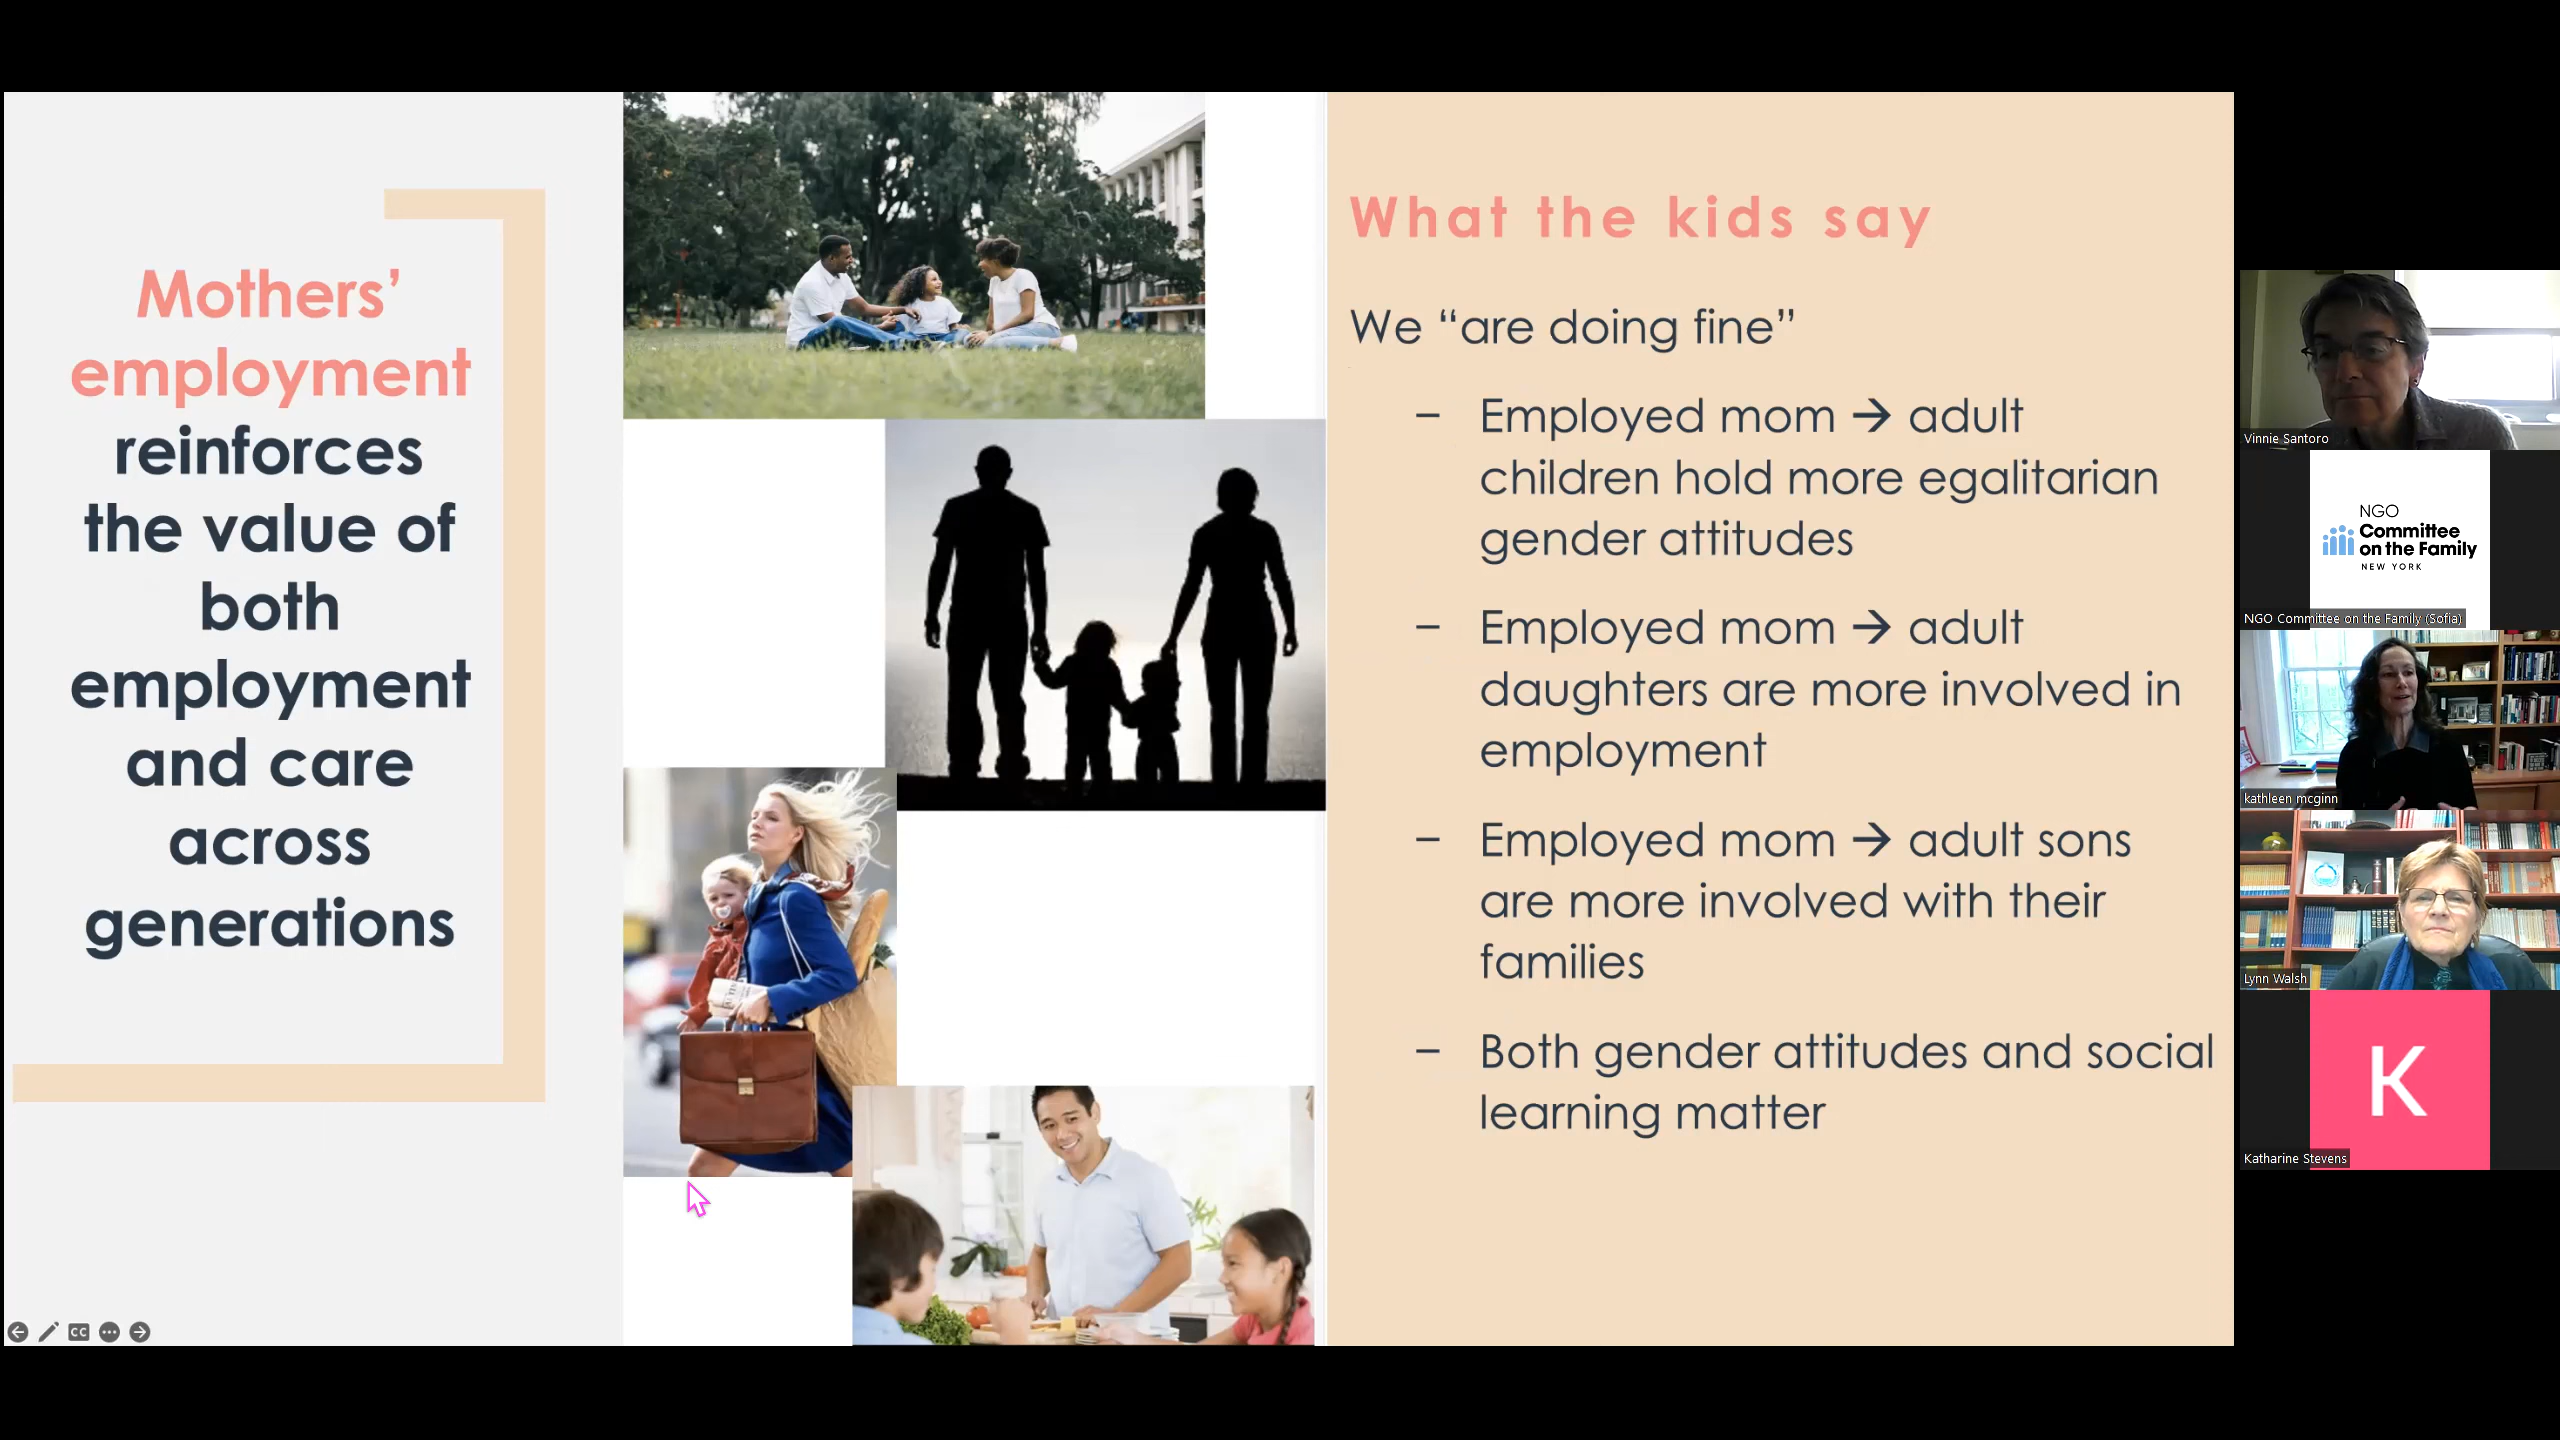 Mothers’
employment
reinforces
the value of
both
employment
and care
across
generations
What the kids say
We “are doing fine”
– Employed mom → adult
children hold more egalitarian
gender attitudes
– Employed mom → adult
daughters are more involved in
employment
– Employed mom → adult sons
are more involved with their
families
– Both gender attitudes and social
learning matter
CC
Vinnie Santoro
NGO
Committee
on the Family
NEW YORK
NGO Committee on the Family (Sofia)
kathleen mcginn
Lynn Walsh
K
Katharine Stevens